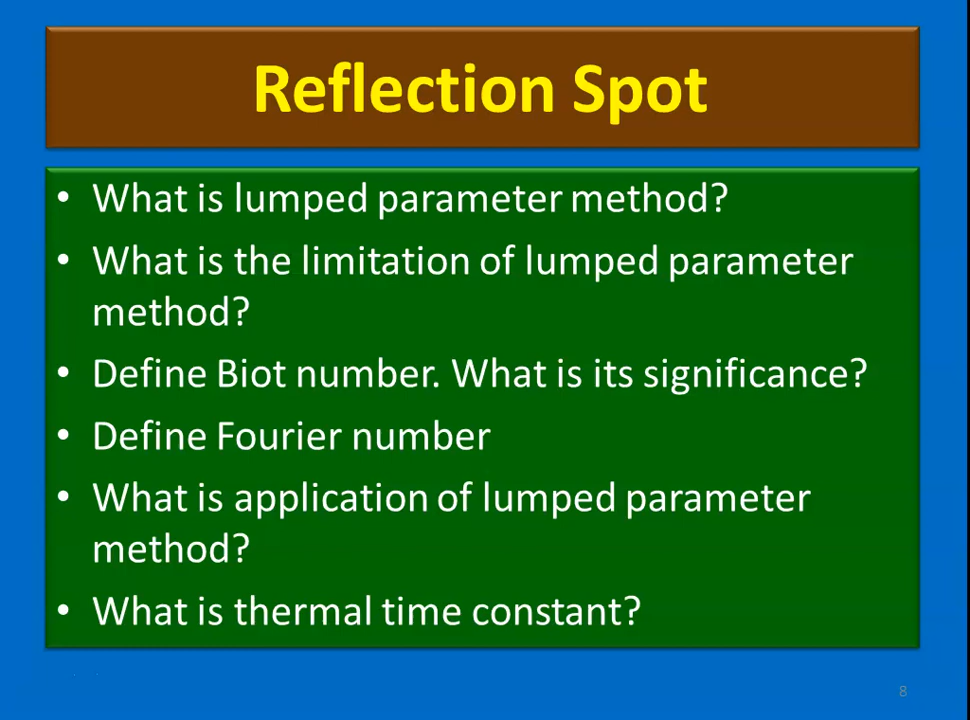 Reflection Spot
• What is lumped parameter method?
• What is the limitation of lumped parameter
method?
• Define Biot number. What is its significance?
• Define Fourier number
• What is application of lumped parameter
method?
• What is thermal time constant?
8